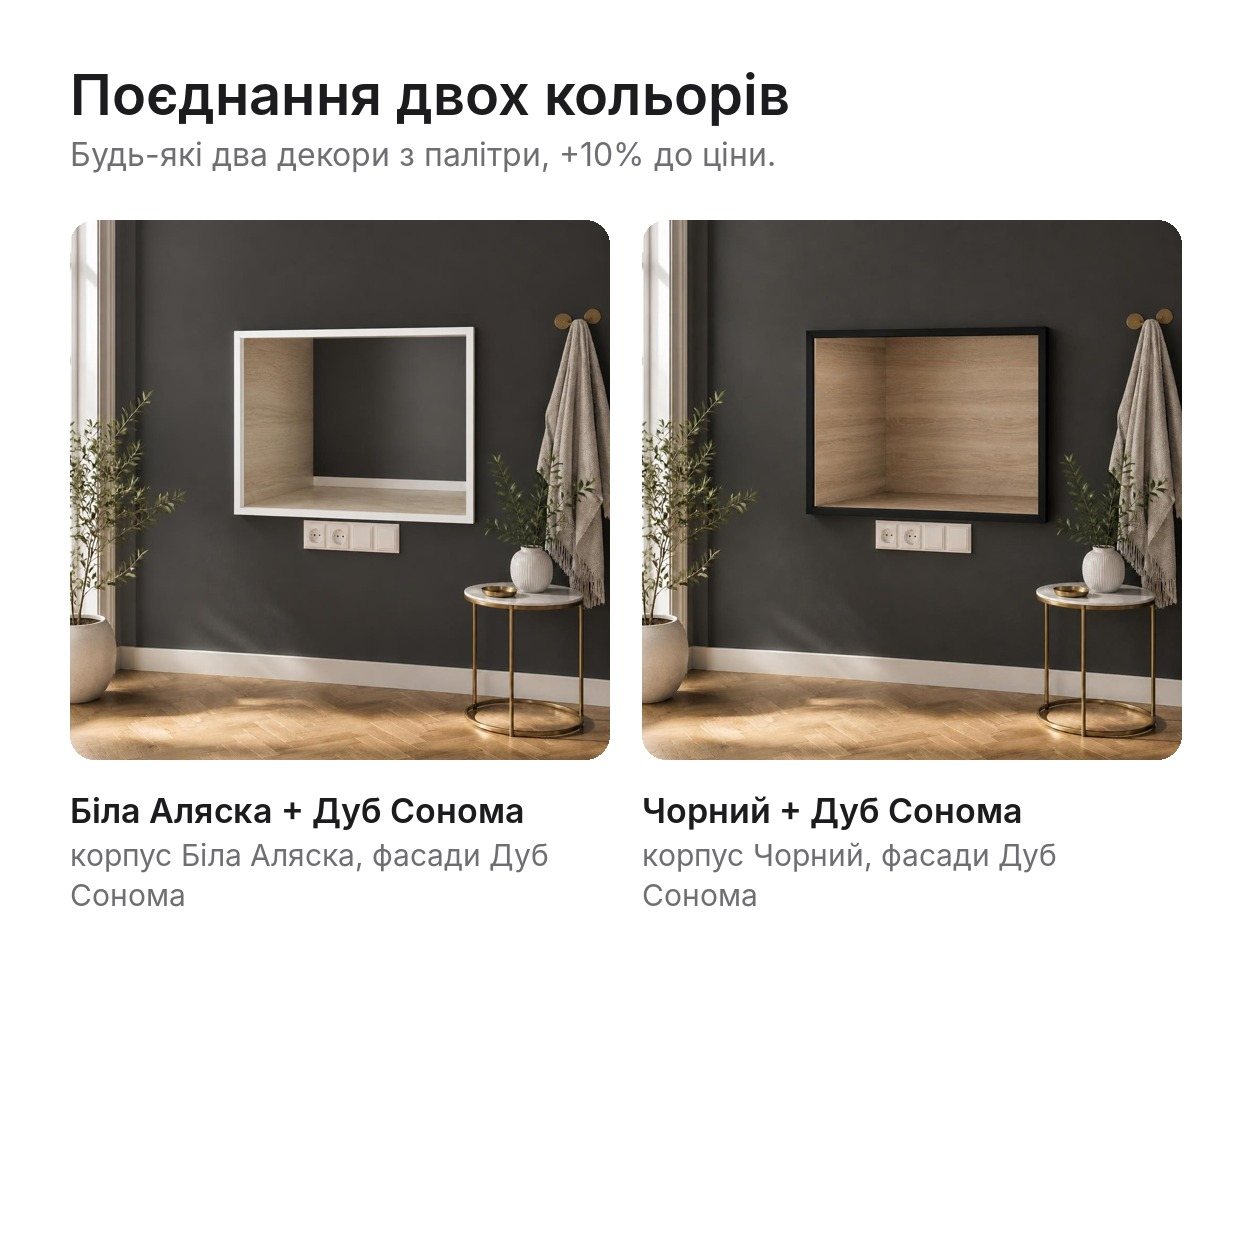 Поєднання двох кольорів
Будь-які два декори з палітри, +10% до ціни.
Біла Аляска + Дуб Сонома
корпус Біла Аляска, фасади Дуб
Сонома
Чорний + Дуб Сонома
корпус Чорний, фасади Дуб
Сонома